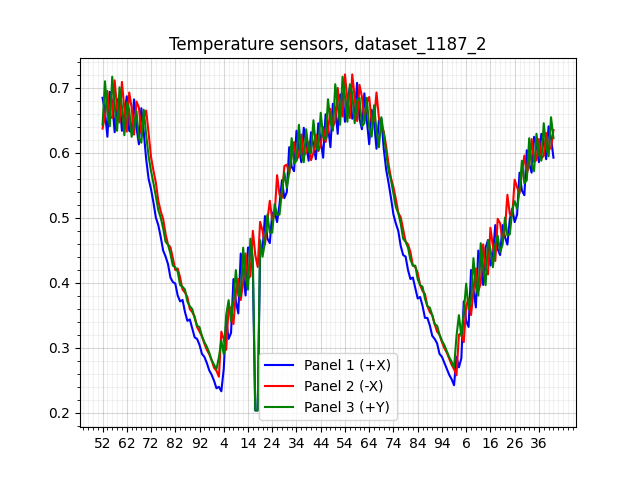 Temperature sensors, dataset_1187_2
0.7
0.6
0.5
0.4
0.3
0.2
Panel 1 (+X)
Panel 2 (-X)
Panel 3 (+Y)
52 62 72 82 92 4 14 24 34 44 54 64 74 84 94 6 16 26 36